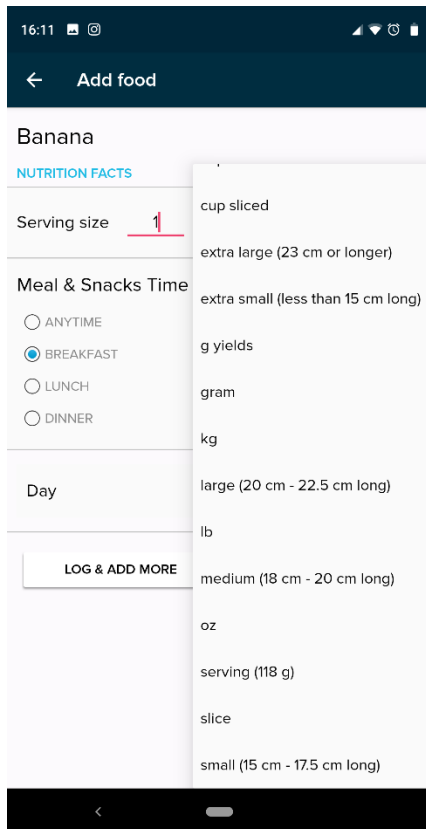 16:11
Add food
Banana
NUTRITION FACTS
Serving size 1
Meal & Snacks Time
ANYTIME
BREAKFAST
LUNCH
DINNER
Day
LOG & ADD MORE
cup sliced
extra large (23 cm or longer)
extra small (less than 15 cm long)
g yields
gram
kg
large (20 cm - 22.5 cm long)
lb
medium (18 cm - 20 cm long)
oz
serving (118 g)
slice
small (15 cm - 17.5 cm long)